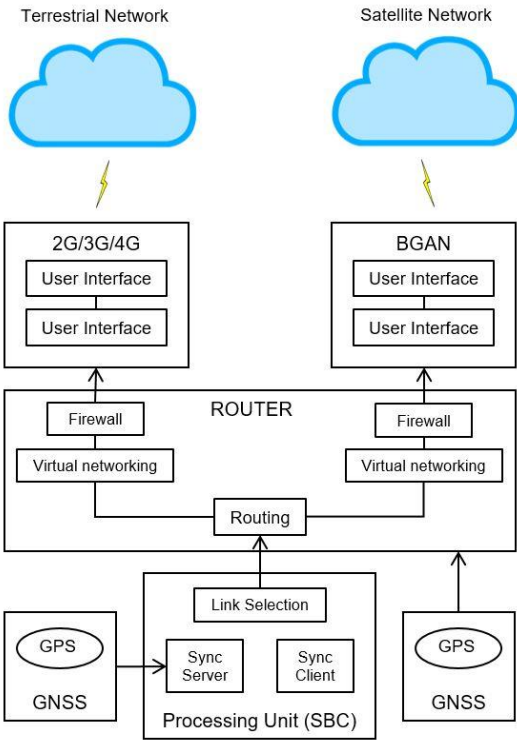 Terrestrial Network
Satellite Network
2G/3G/4G
User Interface
User Interface
BGAN
User Interface
User Interface
ROUTER
Firewall
Virtual networking
Firewall
Virtual networking
Routing
Link Selection
Sync
Server
Sync
Client
Processing Unit (SBC)
GPS
GNSS
GPS
GNSS